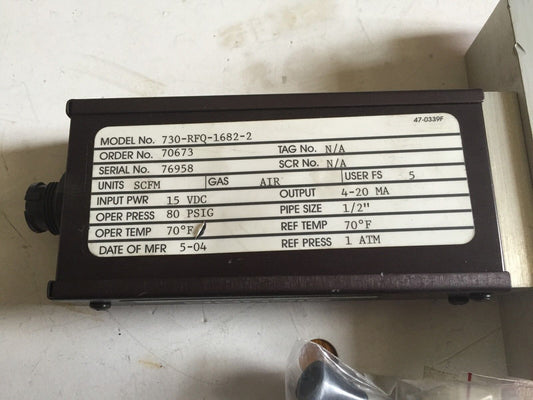 47-0339F
MODEL No. 730-RFQ-1682-2
ORDER NO. 70673 TAG No. N/A
SERIAL No. 76958 SCR No. N/A
UNITS SCFM GAS AIR USER FS 5
INPUT PWR 15 VDC OUTPUT 4-20 MA
OPER PRESS 80 PSIG PIPE SIZE 1/2"
OPER TEMP 70°F REF TEMP 70°F
DATE OF MFR 5-04 REF PRESS 1 ATM